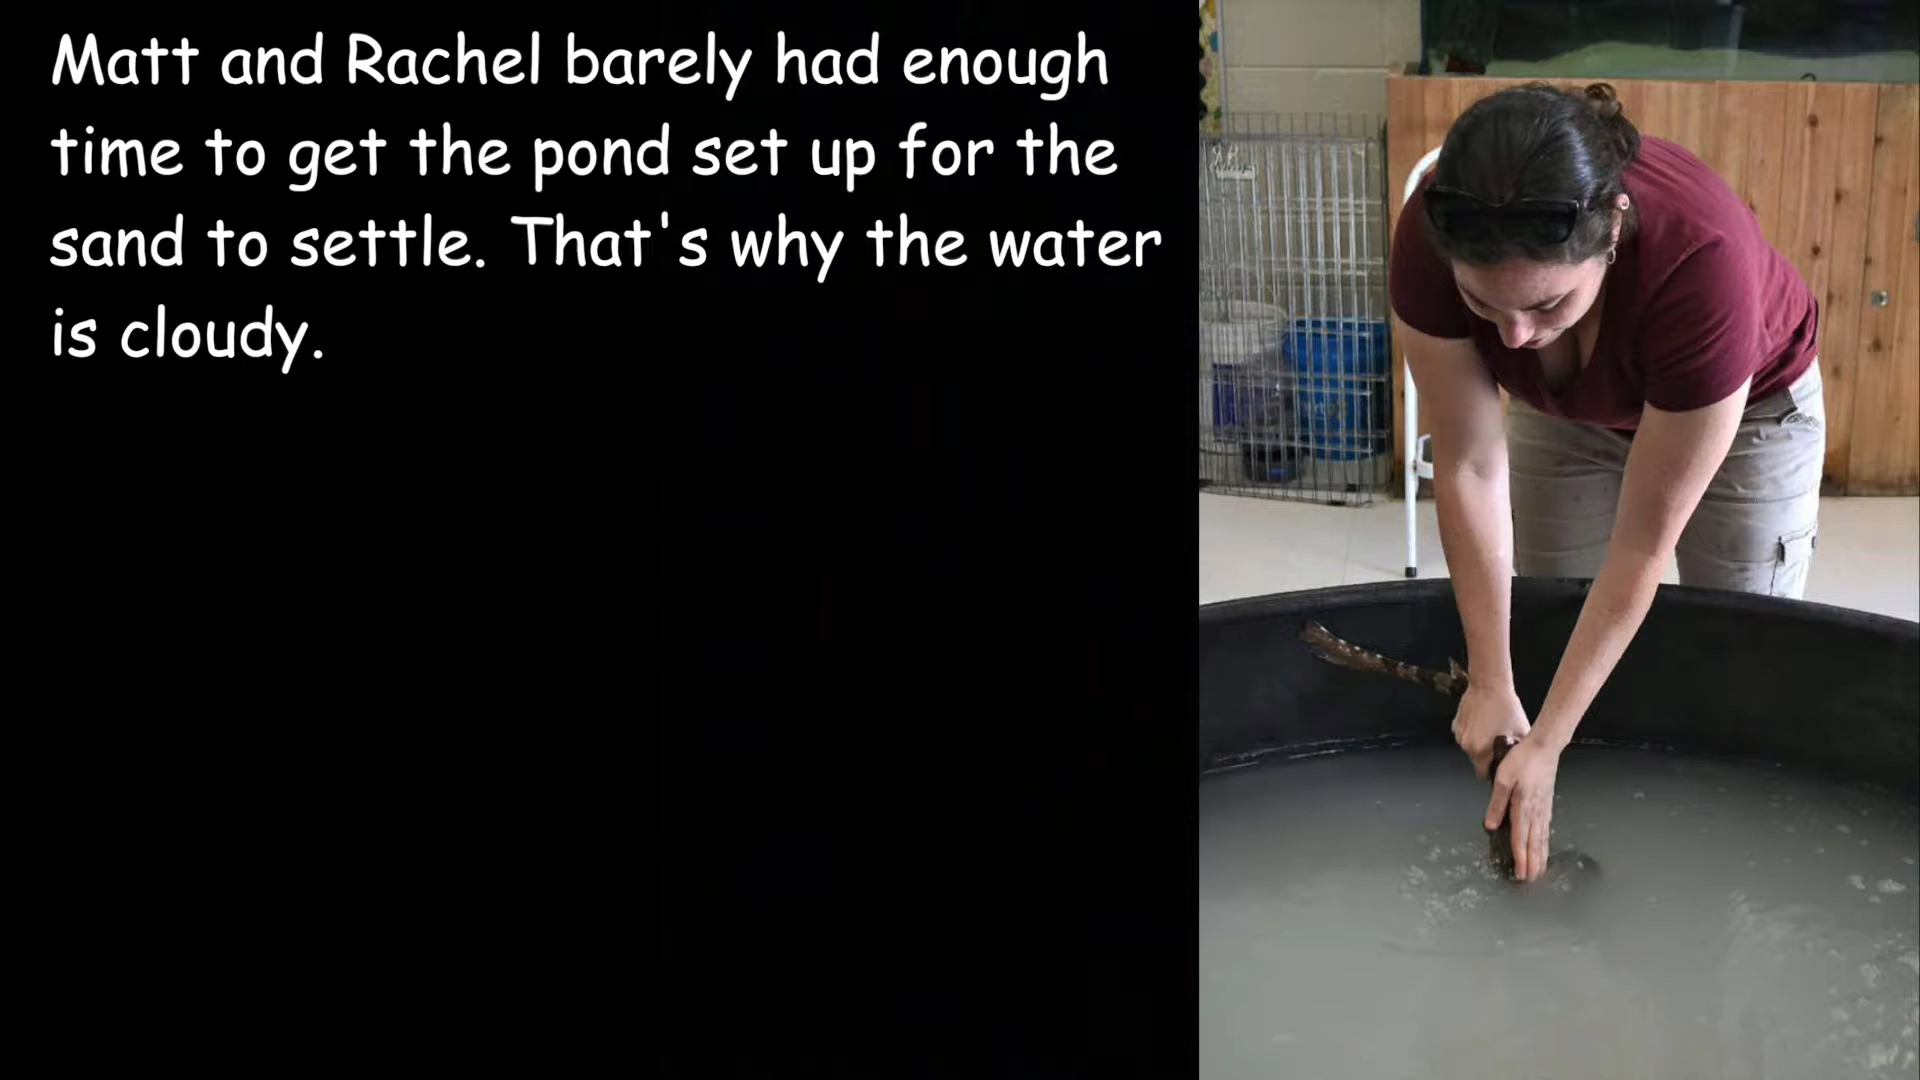 Matt and Rachel barely had enough
time to get the pond set up for the
sand to settle. That's why the water
is cloudy.